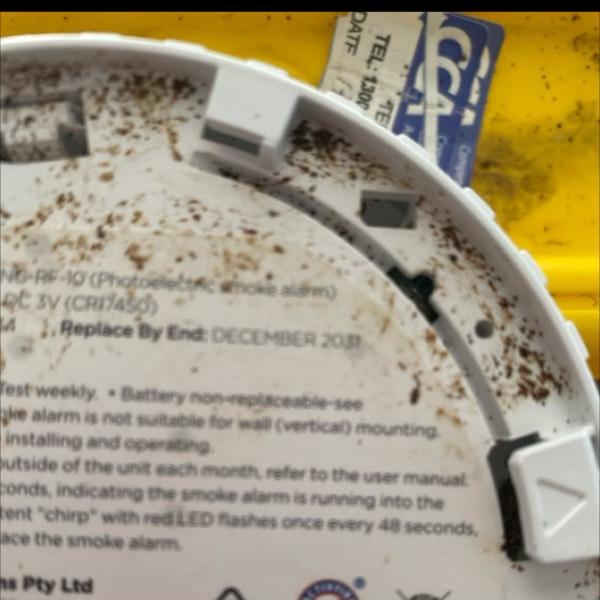 TEL: 130
DATE
CCA
NG-RF-10 (Photoelectric smoke alarm)
DC 3V (CR17450)
Replace By End: DECEMBER 2031
Test weekly. • Battery non-replaceable-see
ke alarm is not suitable for wall (vertical) mounting.
installing and operating.
outside of the unit each month, refer to the user manual.
conds, indicating the smoke alarm is running into the
tent "chirp" with red LED flashes once every 48 seconds,
ace the smoke alarm.
ns Pty Ltd